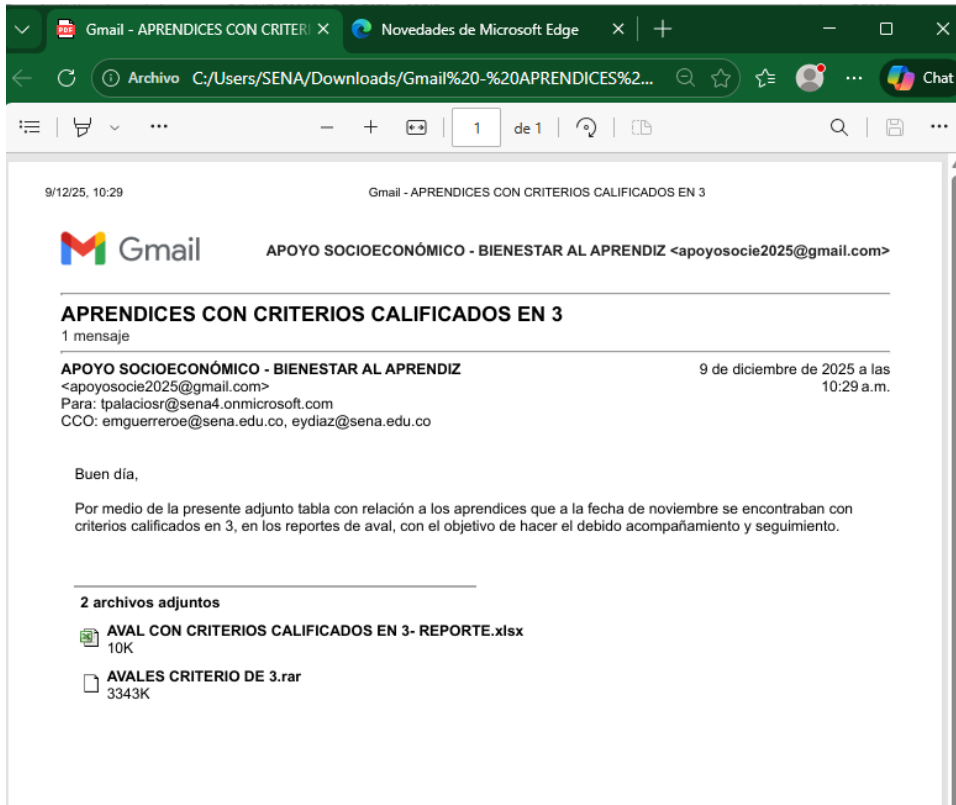 Gmail - APRENDICES CON CRITERI
Novedades de Microsoft Edge
Archivo C:/Users/SENA/Downloads/Gmail%20-%20APRENDICES%2...
Chat
1 de 1
9/12/25, 10:29 Gmail - APRENDICES CON CRITERIOS CALIFICADOS EN 3
Gmail APOYO SOCIOECONÓMICO - BIENESTAR AL APRENDIZ <apoyosocie2025@gmail.com>
APRENDICES CON CRITERIOS CALIFICADOS EN 3
1 mensaje
APOYO SOCIOECONÓMICO - BIENESTAR AL APRENDIZ 9 de diciembre de 2025 a las
<apoyosocie2025@gmail.com> 10:29 a.m.
Para: tpalaciosr@sena4.onmicrosoft.com
CCO: emguerreroe@sena.edu.co, eydiaz@sena.edu.co
Buen día,
Por medio de la presente adjunto tabla con relación a los aprendices que a la fecha de noviembre se encontraban con
criterios calificados en 3, en los reportes de aval, con el objetivo de hacer el debido acompañamiento y seguimiento.
2 archivos adjuntos
AVAL CON CRITERIOS CALIFICADOS EN 3- REPORTE.xlsx
10K
AVALES CRITERIO DE 3.rar
3343K